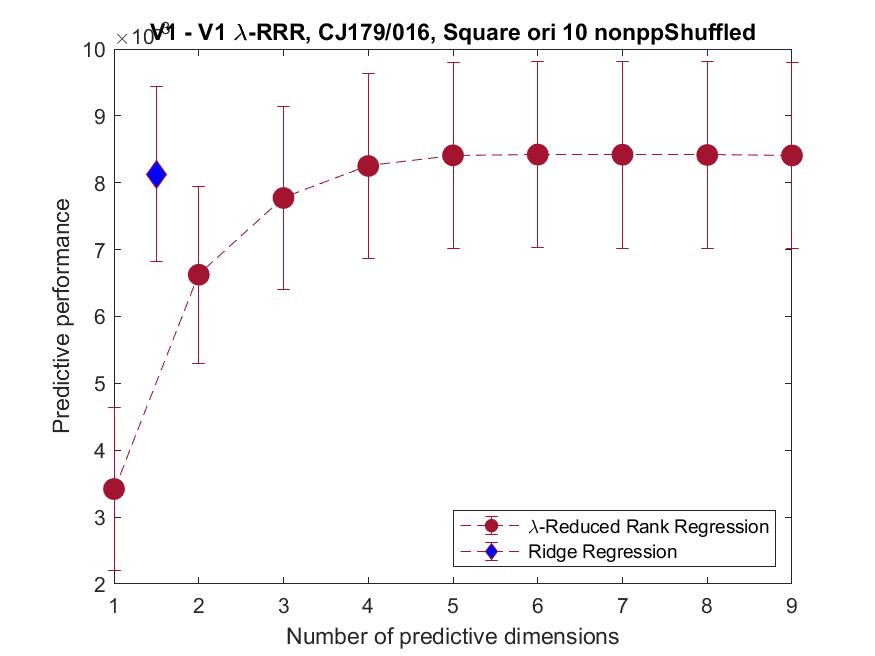 ×10⁻³
V1 - V1 λ-RRR, CJ179/016, Square ori 10 nonppShuffled
10
9
8
7
6
5
4
3
2
Predictive performance
λ-Reduced Rank Regression
Ridge Regression
1 2 3 4 5 6 7 8 9
Number of predictive dimensions